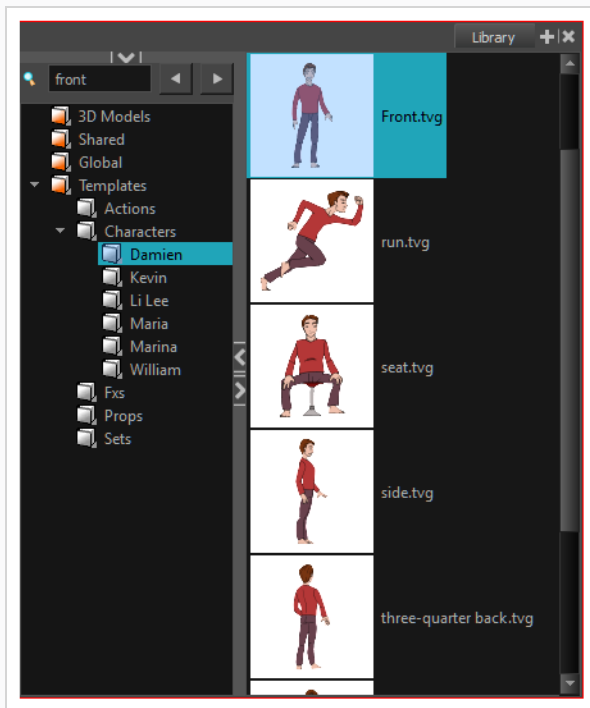 Library
front
3D Models
Shared
Global
Templates
Actions
Characters
Damien
Kevin
Li Lee
Maria
Marina
William
Fxs
Props
Sets
Front.tvg
run.tvg
seat.tvg
side.tvg
three-quarter back.tvg